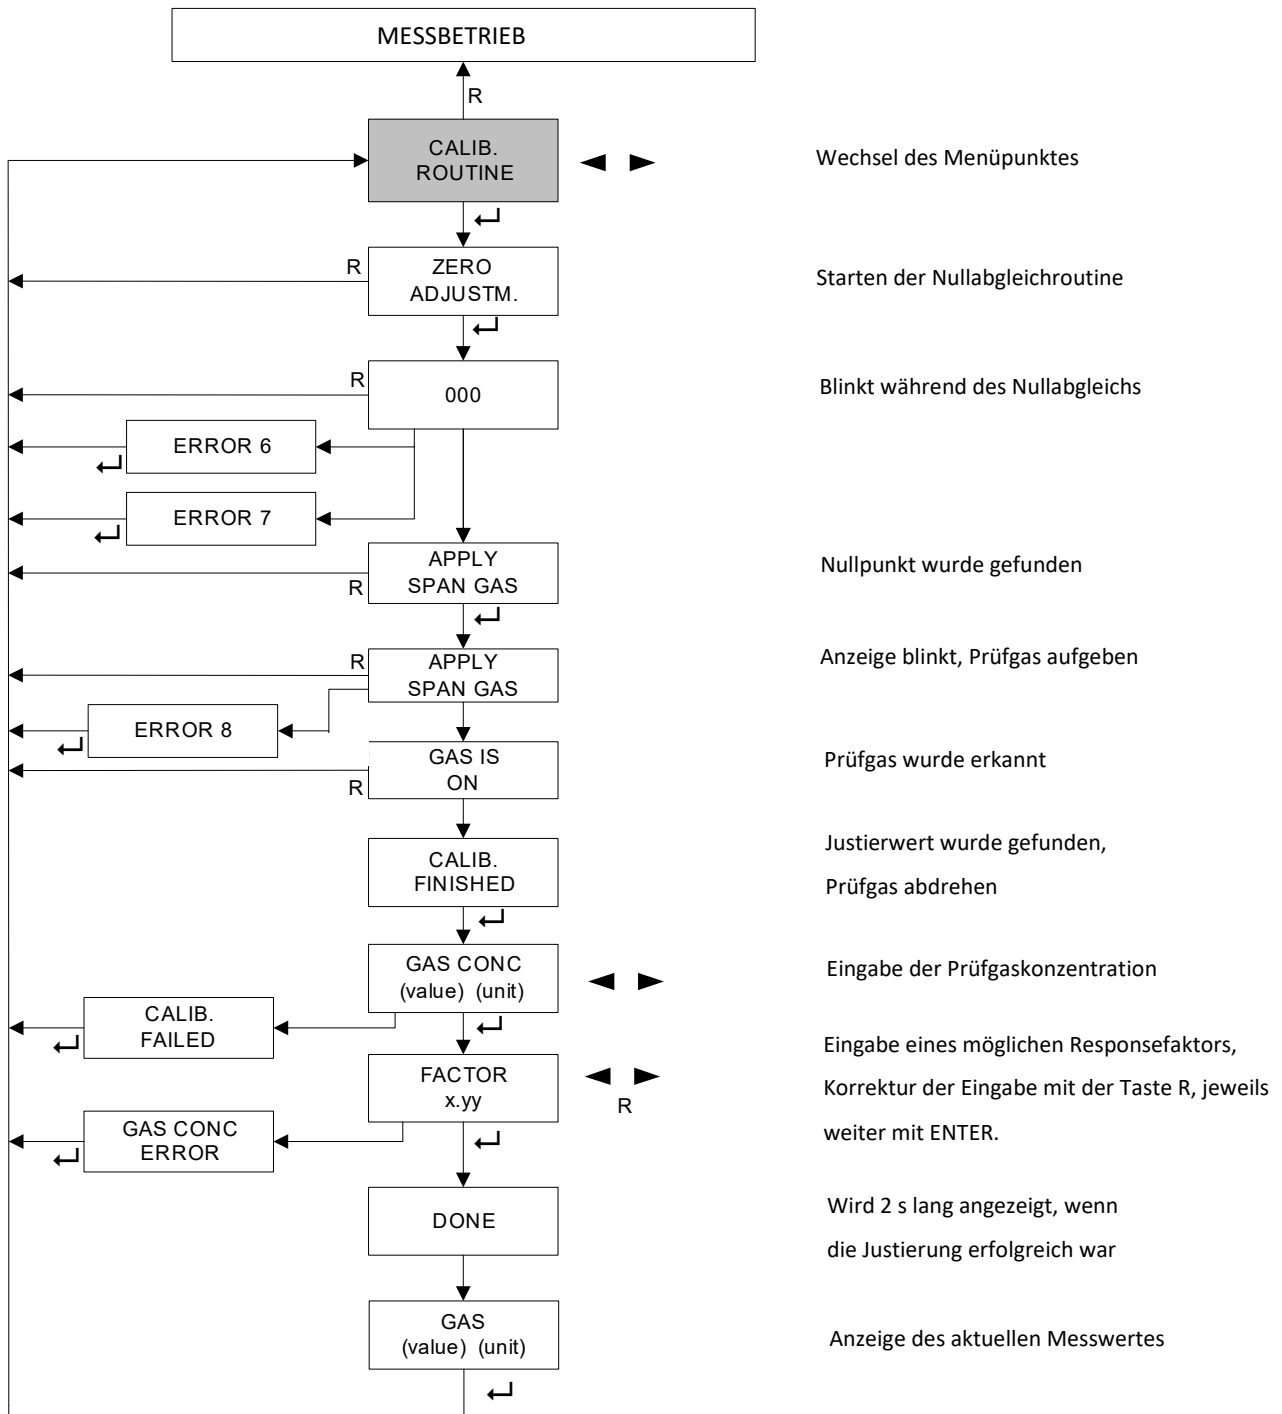 MESSBETRIEB
R
CALIB.
ROUTINE
Wechsel des Menüpunktes
R
ZERO
ADJUSTM.
Starten der Nullabgleichroutine
R
000
Blinkt während des Nullabgleichs
ERROR 6
ERROR 7
APPLY
SPAN GAS
R
Nullpunkt wurde gefunden
R
APPLY
SPAN GAS
Anzeige blinkt, Prüfgas aufgeben
ERROR 8
GAS IS
ON
R
Prüfgas wurde erkannt
CALIB.
FINISHED
Justierwert wurde gefunden,
Prüfgas abdrehen
GAS CONC
(value) (unit)
Eingabe der Prüfgaskonzentration
CALIB.
FAILED
FACTOR
x.yy
R
Eingabe eines möglichen Responsefaktors,
Korrektur der Eingabe mit der Taste R, jeweils
weiter mit ENTER.
GAS CONC
ERROR
DONE
Wird 2 s lang angezeigt, wenn
die Justierung erfolgreich war
GAS
(value) (unit)
Anzeige des aktuellen Messwertes